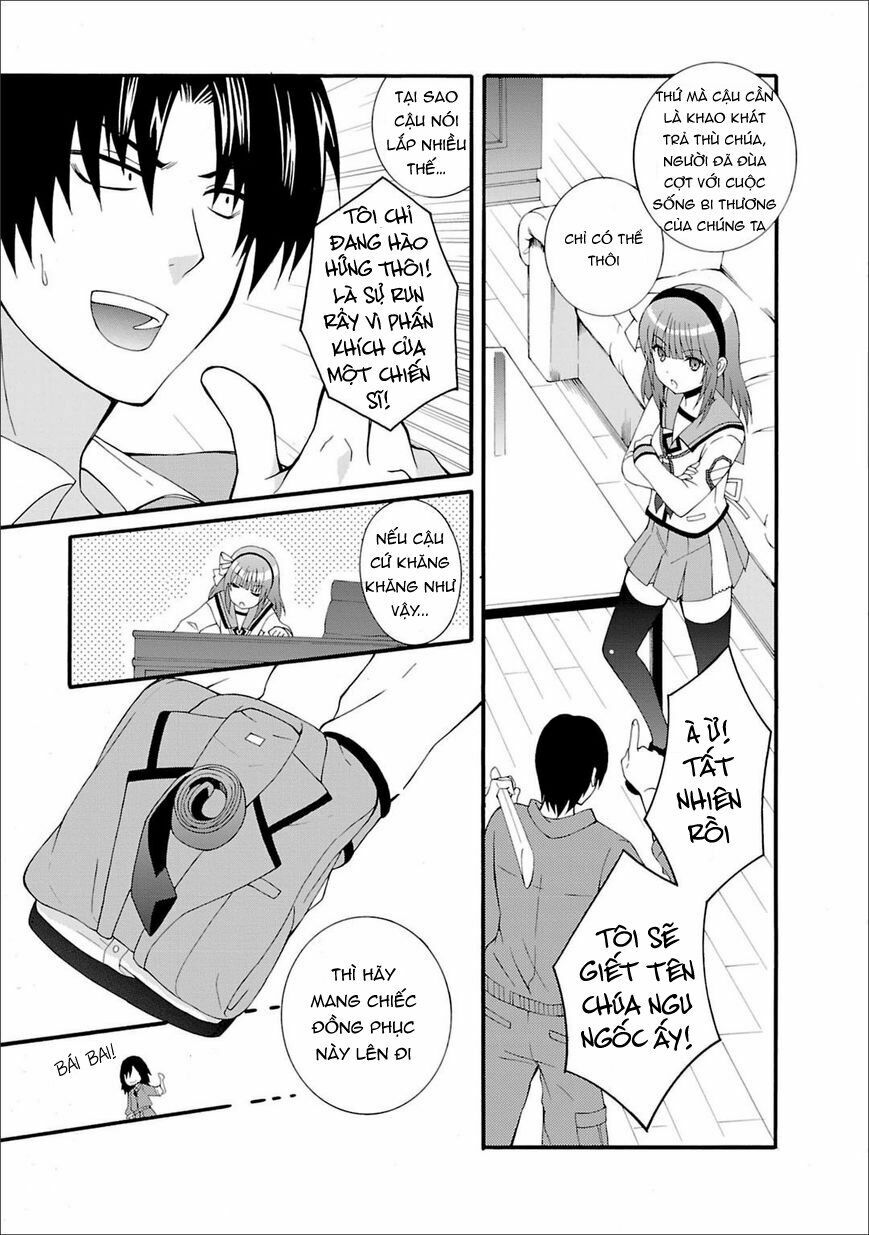 THỨ MÀ CẬU CẦN
LÀ KHAO KHÁT
TRẢ THÙ CHÚA,
NGƯỜI ĐÃ ĐÙA
CỢT VỚI CUỘC
SỐNG BI THƯƠNG
CỦA CHÚNG TA
CHỈ CÓ THẾ
THÔI
À Ừ!
TẤT
NHIÊN
RỒI
TÔI SẼ
GIẾT TÊN
CHÚA NGU
NGỐC ẤY!
TẠI SAO
CẬU NÓI
LẮP NHIỀU
THẾ...
TÔI CHỈ
ĐANG HÀO
HỨNG THÔI!
LÀ SỰ RUN
RẨY VÌ PHẤN
KHÍCH CỦA
MỘT CHIẾN
SĨ!
NẾU CẬU
CỨ KHĂNG
KHĂNG NHƯ
VẬY...
THÌ HÃY
MANG CHIẾC
ĐỒNG PHỤC
NÀY LÊN ĐI
BÁI BAI!